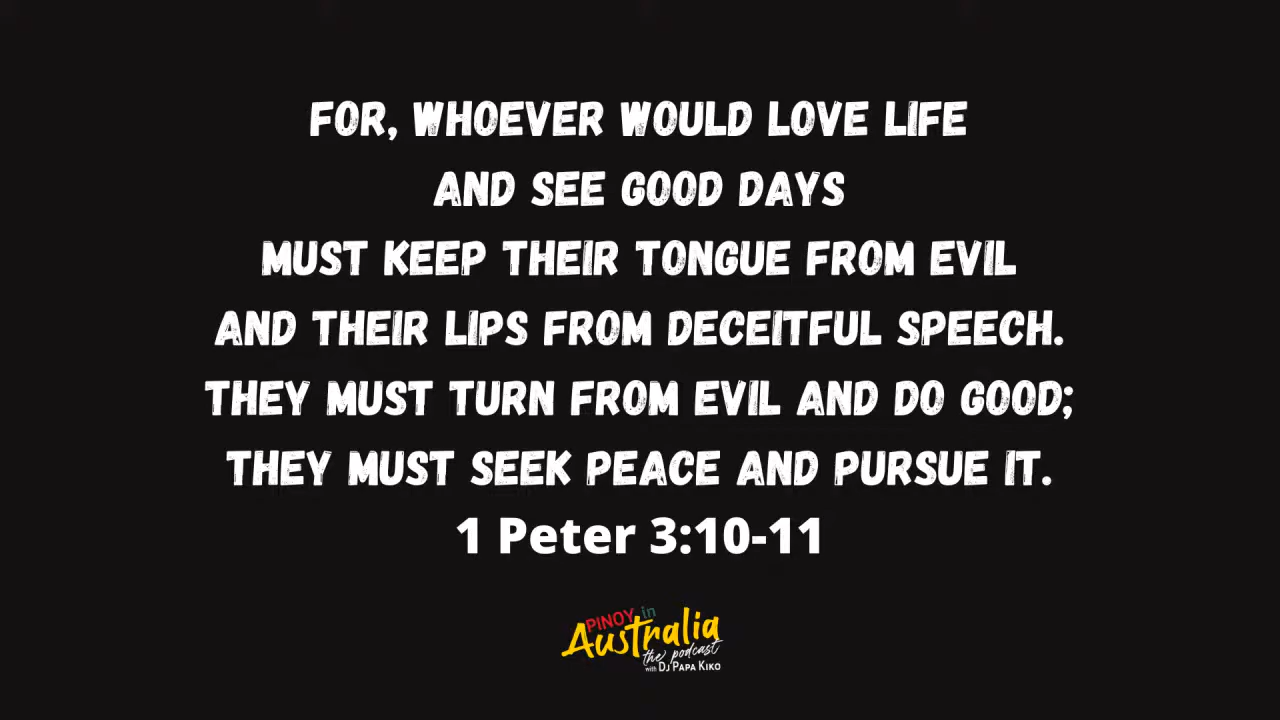 FOR, WHOEVER WOULD LOVE LIFE
AND SEE GOOD DAYS
MUST KEEP THEIR TONGUE FROM EVIL
AND THEIR LIPS FROM DECEITFUL SPEECH.
THEY MUST TURN FROM EVIL AND DO GOOD;
THEY MUST SEEK PEACE AND PURSUE IT.
1 Peter 3:10-11
PINOY in
Australia
the podcast
with DJ PAPA KIKO